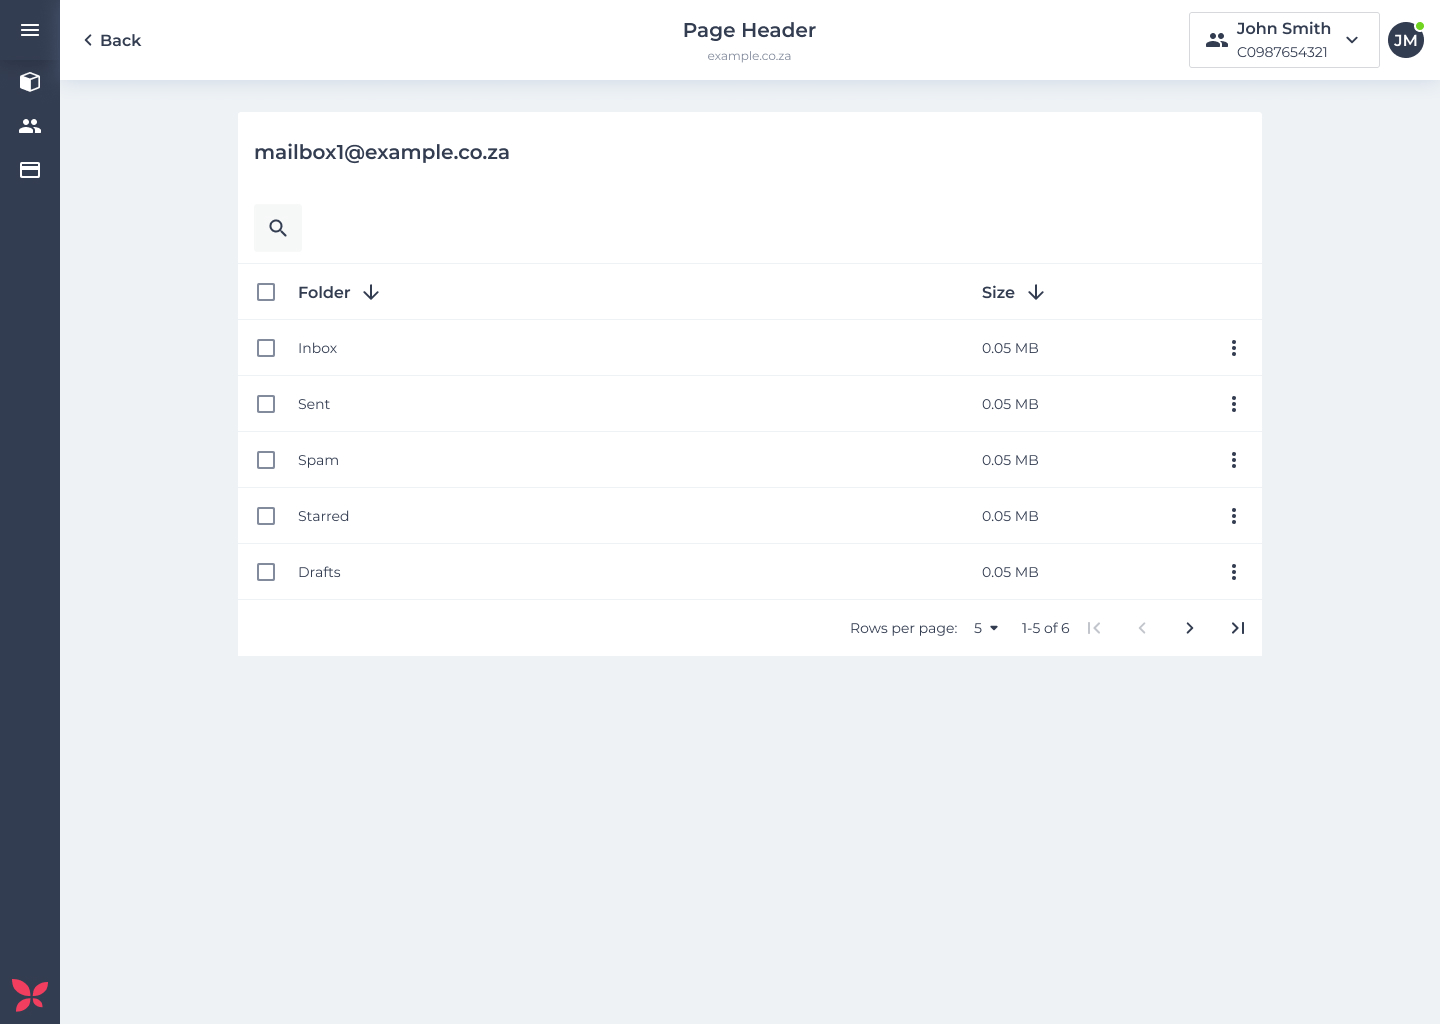 Back
Page Header
example.co.za
John Smith
C0987654321
JM
mailbox1@example.co.za
Folder Size
Inbox 0.05 MB
Sent 0.05 MB
Spam 0.05 MB
Starred 0.05 MB
Drafts 0.05 MB
Rows per page: 5 1-5 of 6